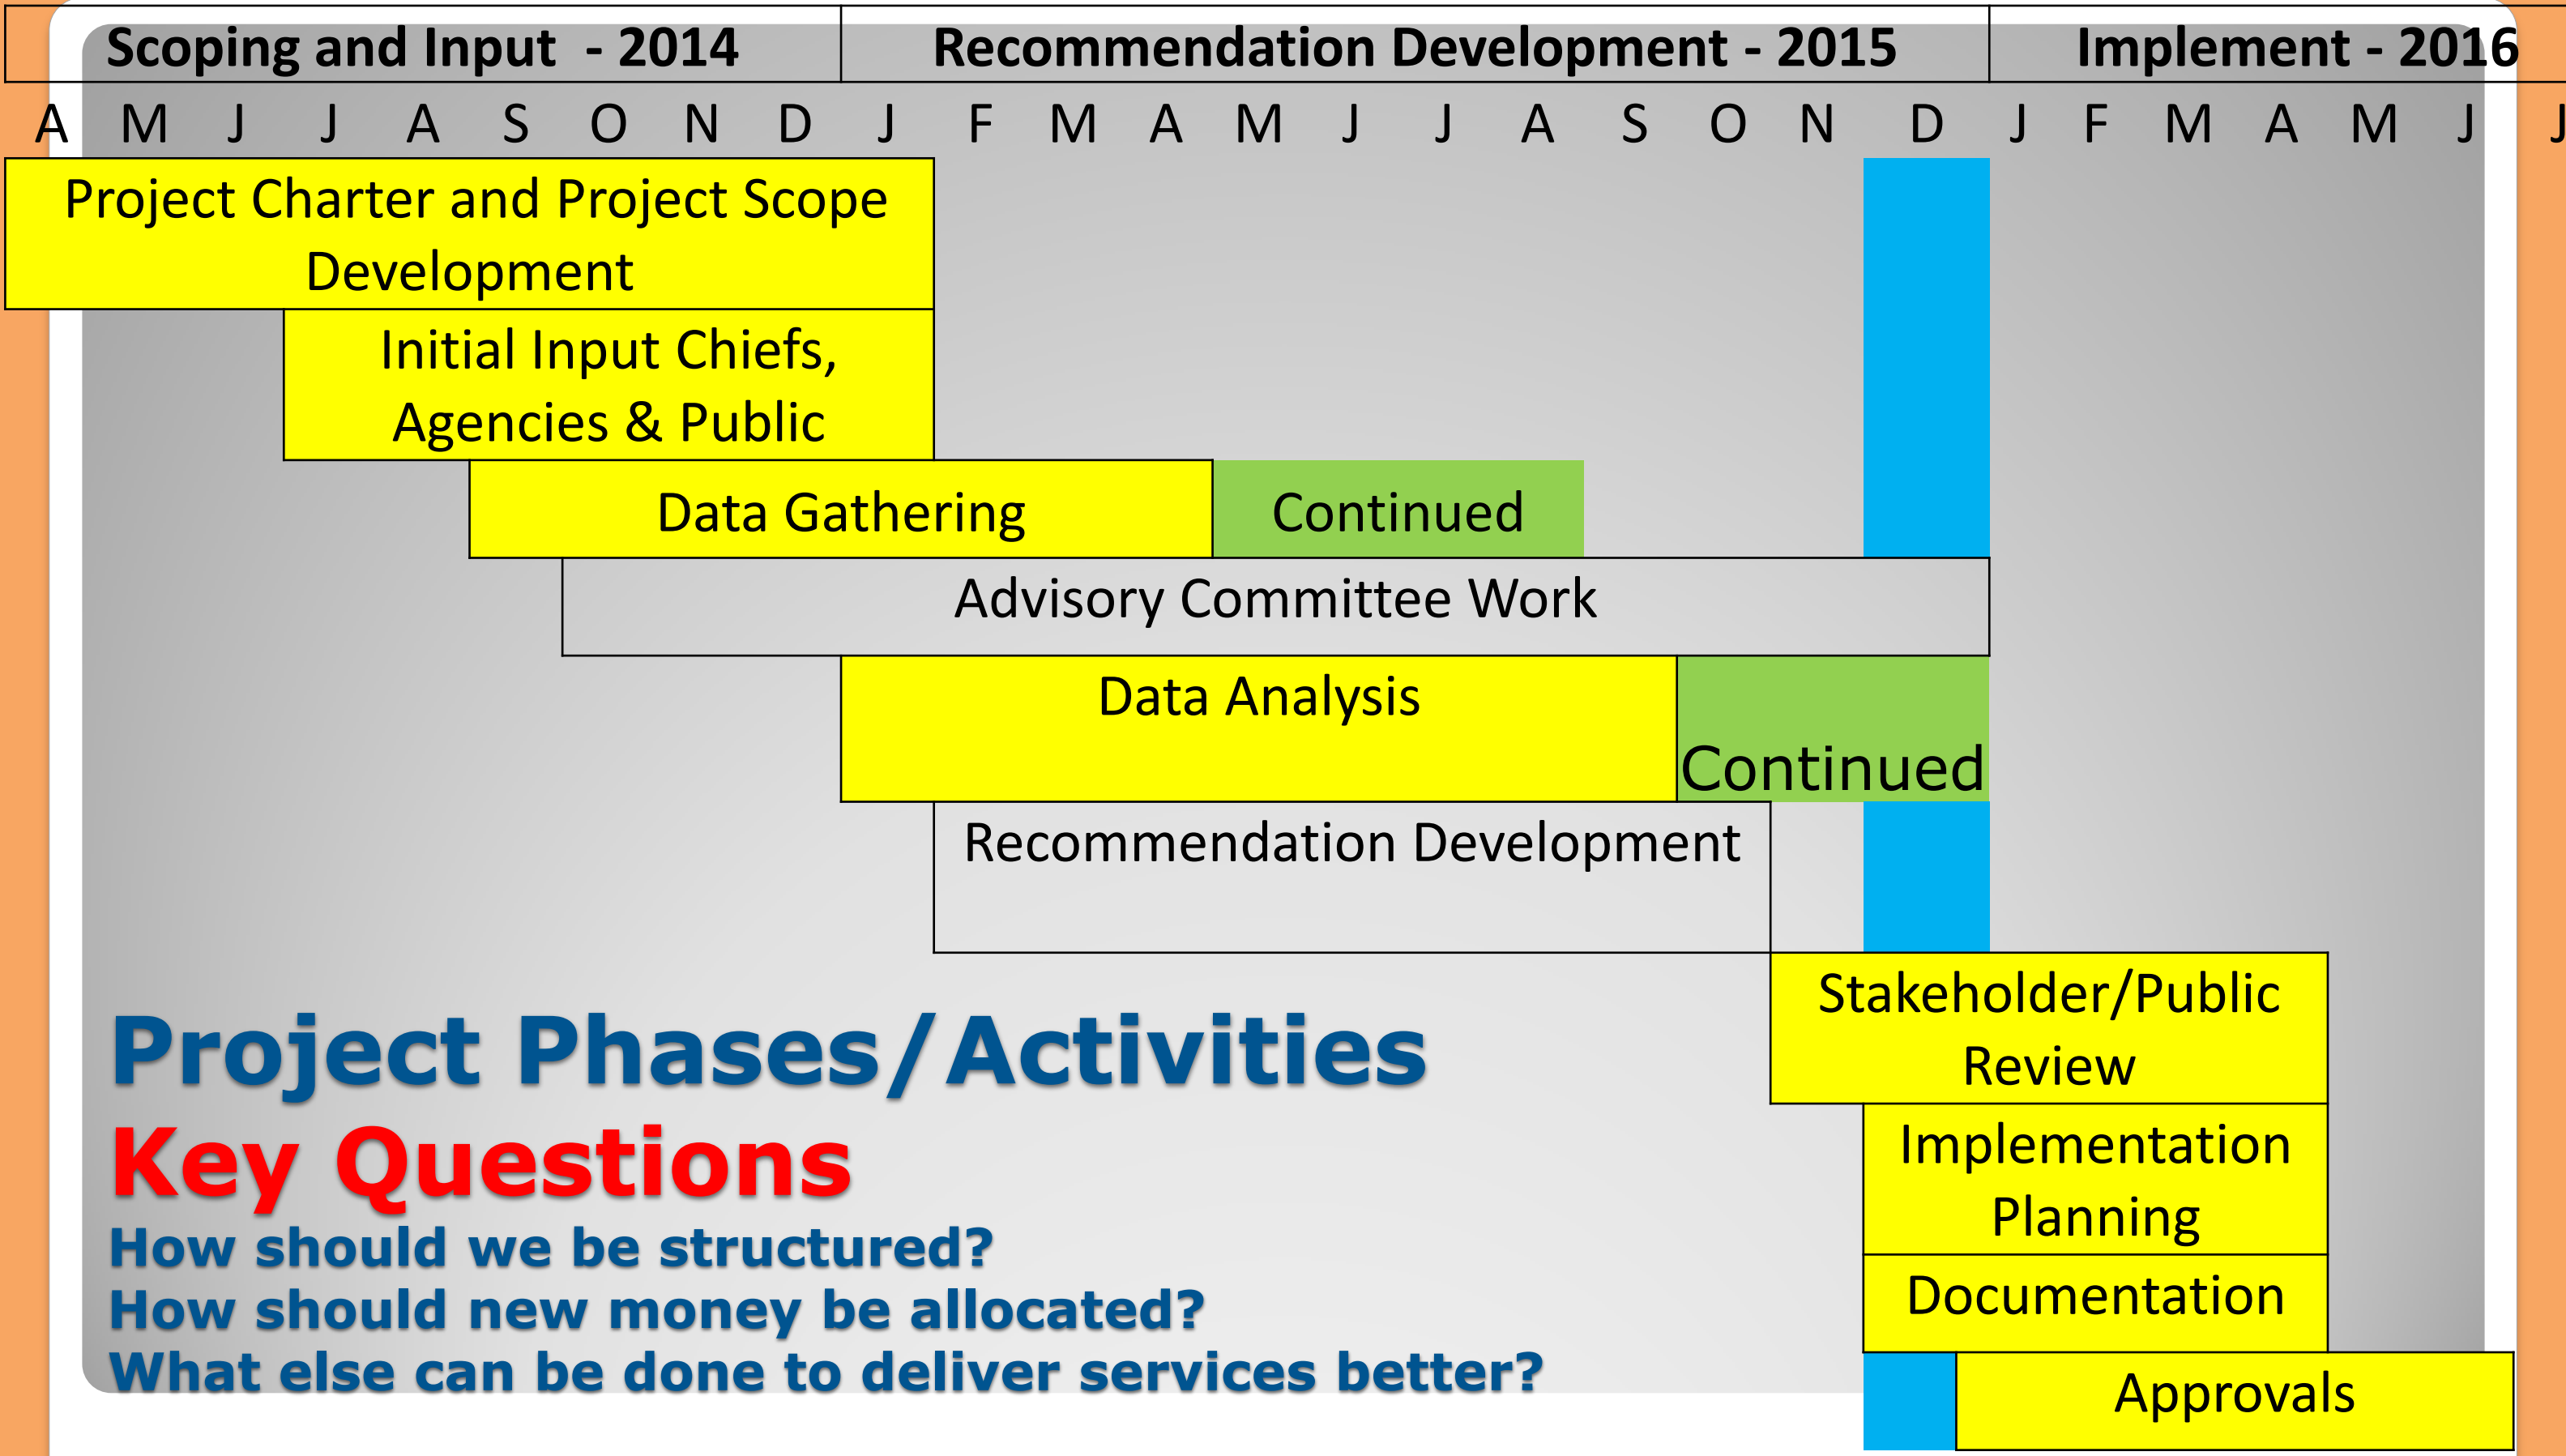 Scoping and Input - 2014 Recommendation Development - 2015 Implement - 2016
A M J J A S O N D J F M A M J J A S O N D J F M A M J J
Project Charter and Project Scope
Development
Initial Input Chiefs,
Agencies & Public
Data Gathering Continued
Advisory Committee Work
Data Analysis
Continued
Recommendation Development
Stakeholder/Public
Review
Implementation
Planning
Documentation
Approvals
Project Phases/Activities
Key Questions
How should we be structured?
How should new money be allocated?
What else can be done to deliver services better?